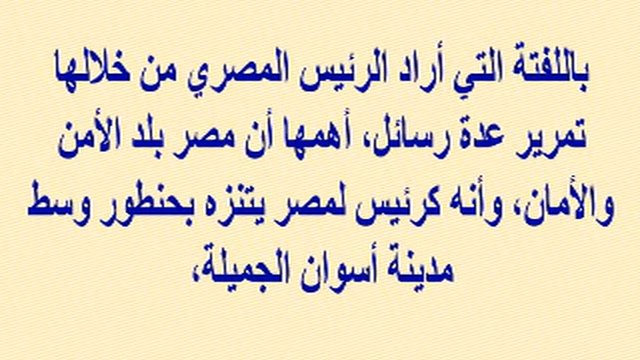 باللفتة التي أراد الرئيس المصري من خلالها
تمرير عدة رسائل، أهمها أن مصر بلد الأمن
والأمان، وأنه كرئيس لمصر يتنزه بحنطور وسط
مدينة أسوان الجميلة،